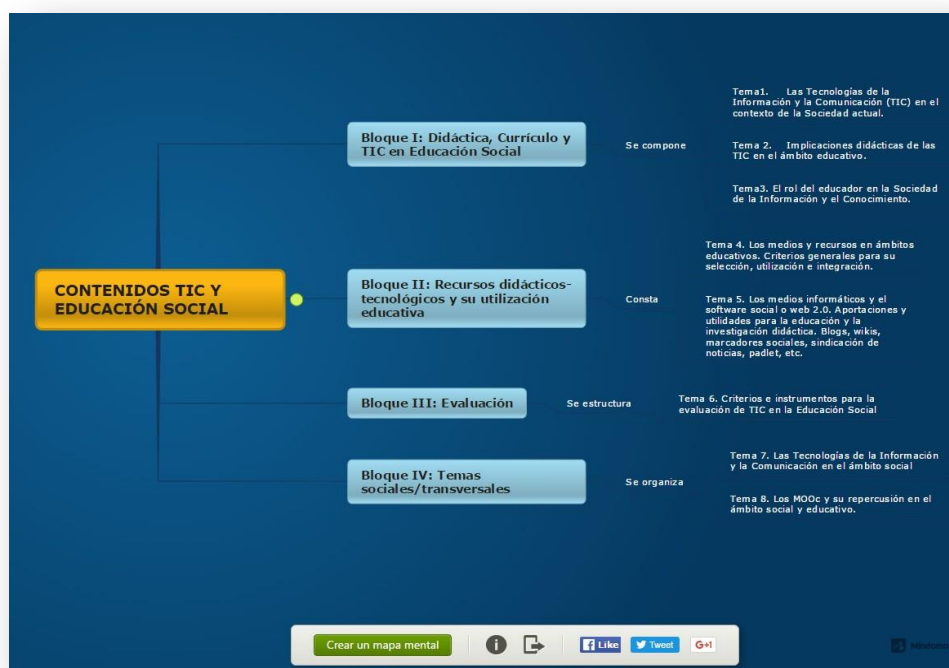 CONTENIDOS TIC Y
EDUCACIÓN SOCIAL
Bloque I: Didáctica, Currículo y
TIC en Educación Social
Se compone
Tema1. Las Tecnologías de la
Información y la Comunicación (TIC) en el
contexto de la Sociedad actual.
Tema 2. Implicaciones didácticas de las
TIC en el ámbito educativo.
Tema3. El rol del educador en la Sociedad
de la Información y el Conocimiento.
Bloque II: Recursos didácticos-
tecnológicos y su utilización
educativa
Consta
Tema 4. Los medios y recursos en ámbitos
educativos. Criterios generales para su
selección, utilización e integración.
Tema 5. Los medios informáticos y el
software social o web 2.0. Aportaciones y
utilidades para la educación y la
investigación didáctica. Blogs, wikis,
marcadores sociales, sindicación de
noticias, padlet, etc.
Bloque III: Evaluación
Se estructura
Tema 6. Criterios e instrumentos para la
evaluación de TIC en la Educación Social
Bloque IV: Temas
sociales/transversales
Se organiza
Tema 7. Las Tecnologías de la Información
y la Comunicación en el ámbito social
Tema 8. Los MOOc y su repercusión en el
ámbito social y educativo.
Crear un mapa mental
Like
Tweet
G+1